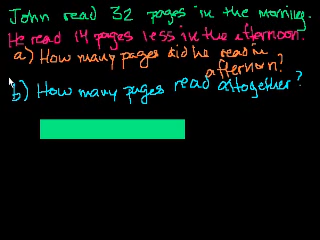 John read 32 pages in the morning.
He read 14 pages less in the afternoon.
a) How many pages did he read in
afternoon?
b) How many pages read altogether?